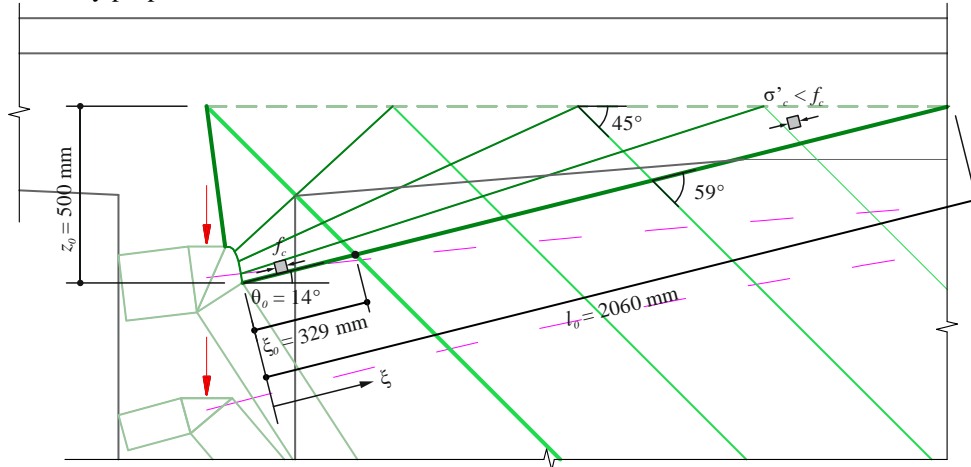 σ'c < fc
45°
59°
z0 = 500 mm
fc
θ0 = 14°
ξ0 = 329 mm
l0 = 2060 mm
ξ